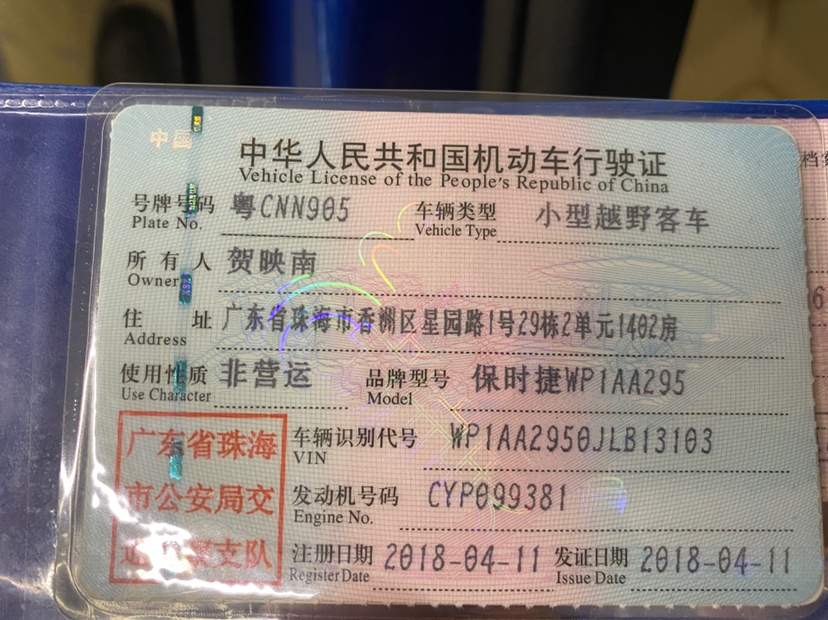 中国
中华人民共和国机动车行驶证
Vehicle License of the People's Republic of China
号牌号码 粤CNN905 车辆类型 小型越野客车
Plate No. Vehicle Type
所有人 贺映南
Owner
住址 广东省珠海市香洲区星园路1号29栋2单元1402房
Address
使用性质 非营运 品牌型号 保时捷WP1AA295
Use Character Model
广东省珠海
市公安局交
支队
车辆识别代号 WP1AA2950JLB13103
VIN
发动机号码 CYP099381
Engine No.
注册日期 2018-04-11 发证日期 2018-04-11
Register Date Issue Date
档